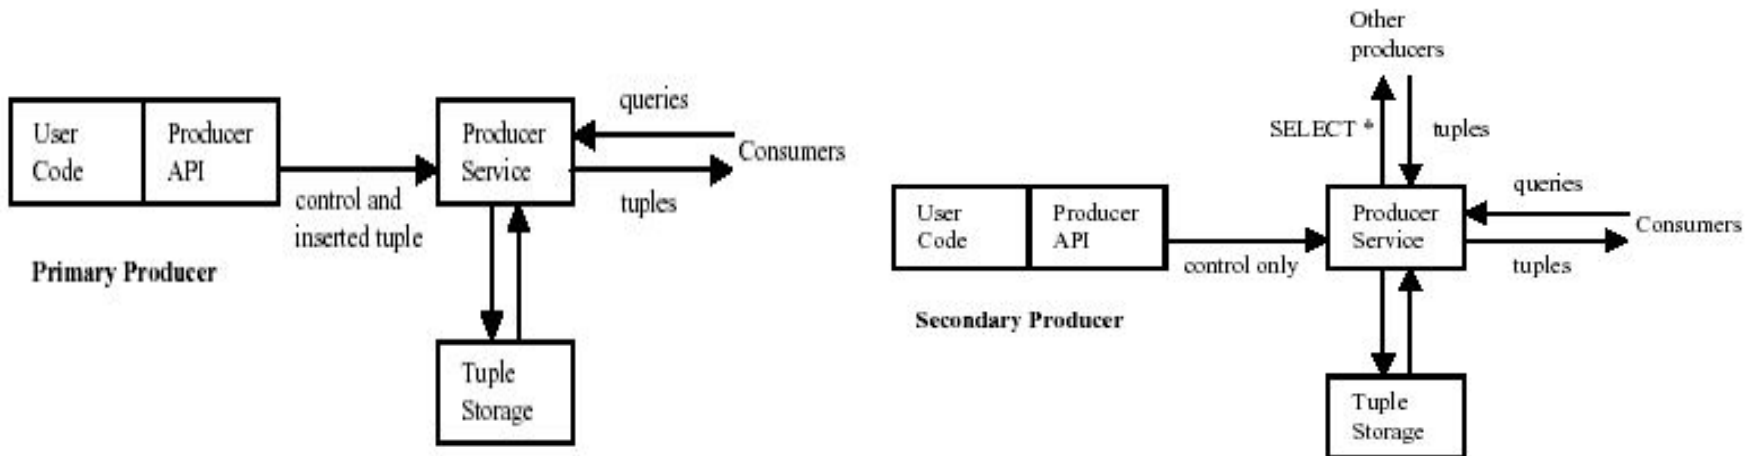 queries
User
Code
Producer
API
Producer
Service
Consumers
control and
inserted tuple
tuples
Primary Producer
Tuple
Storage
Other
producers
SELECT *
tuples
queries
User
Code
Producer
API
Producer
Service
Consumers
control only
tuples
Secondary Producer
Tuple
Storage